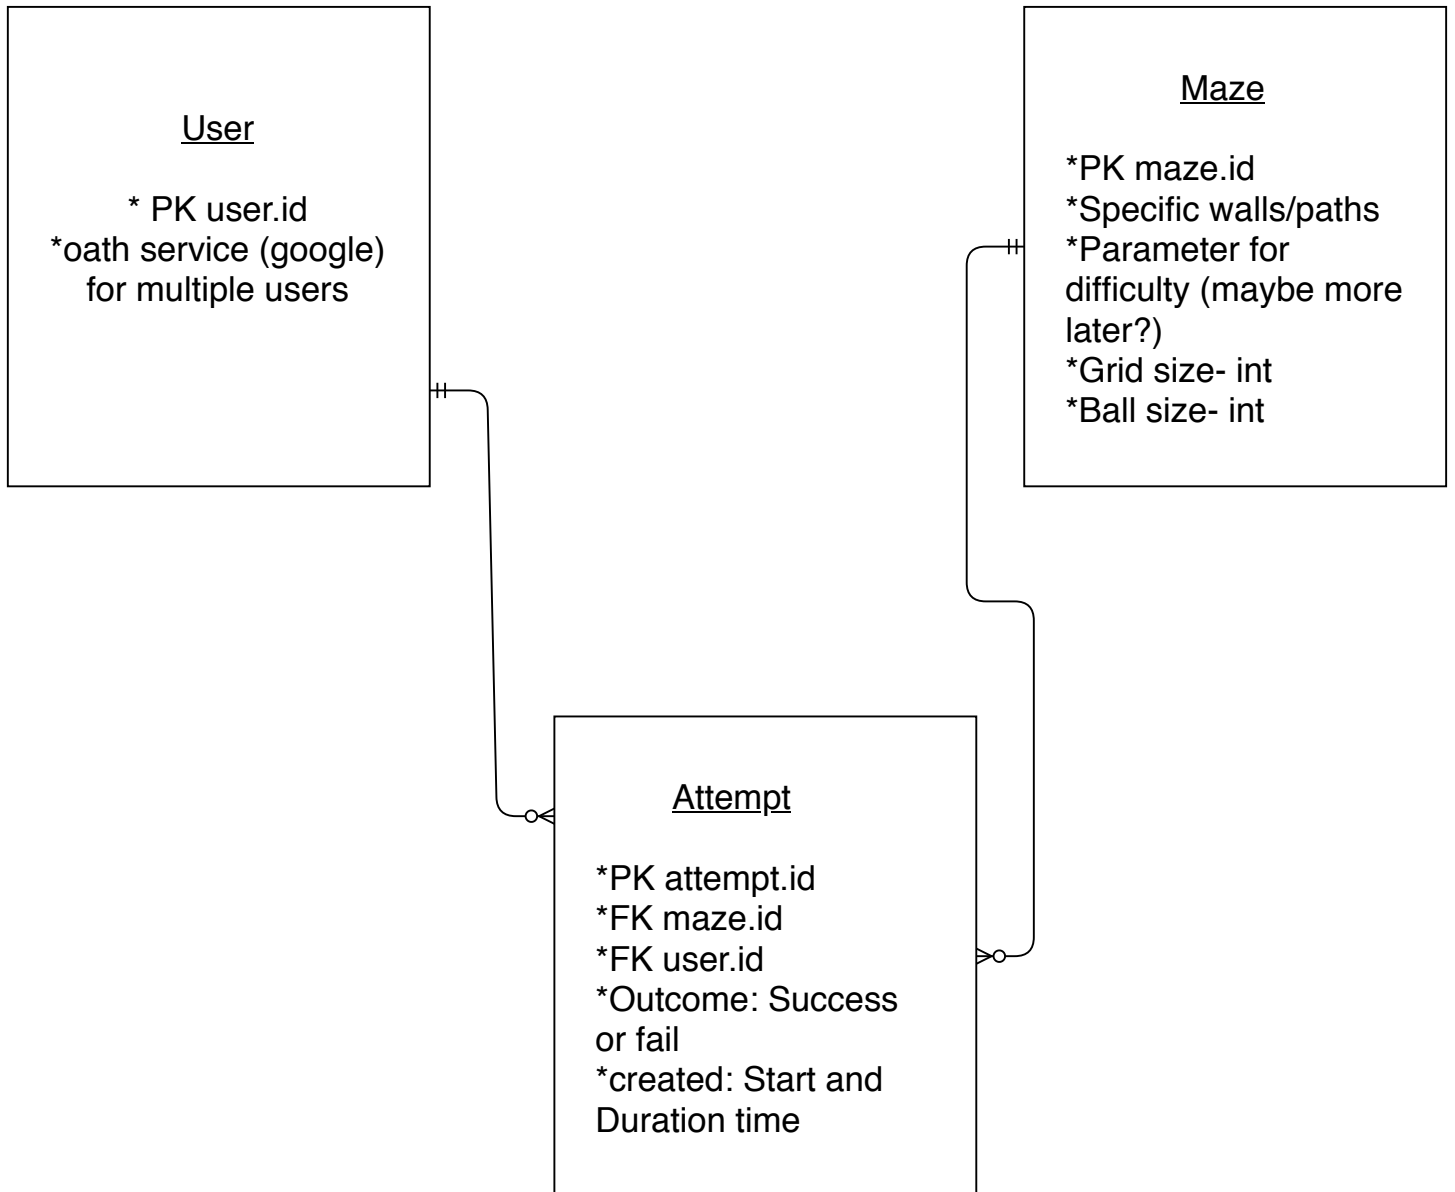 User
* PK user.id
*oath service (google)
for multiple users
Maze
*PK maze.id
*Specific walls/paths
*Parameter for
difficulty (maybe more
later?)
*Grid size- int
*Ball size- int
Attempt
*PK attempt.id
*FK maze.id
*FK user.id
*Outcome: Success
or fail
*created: Start and
Duration time